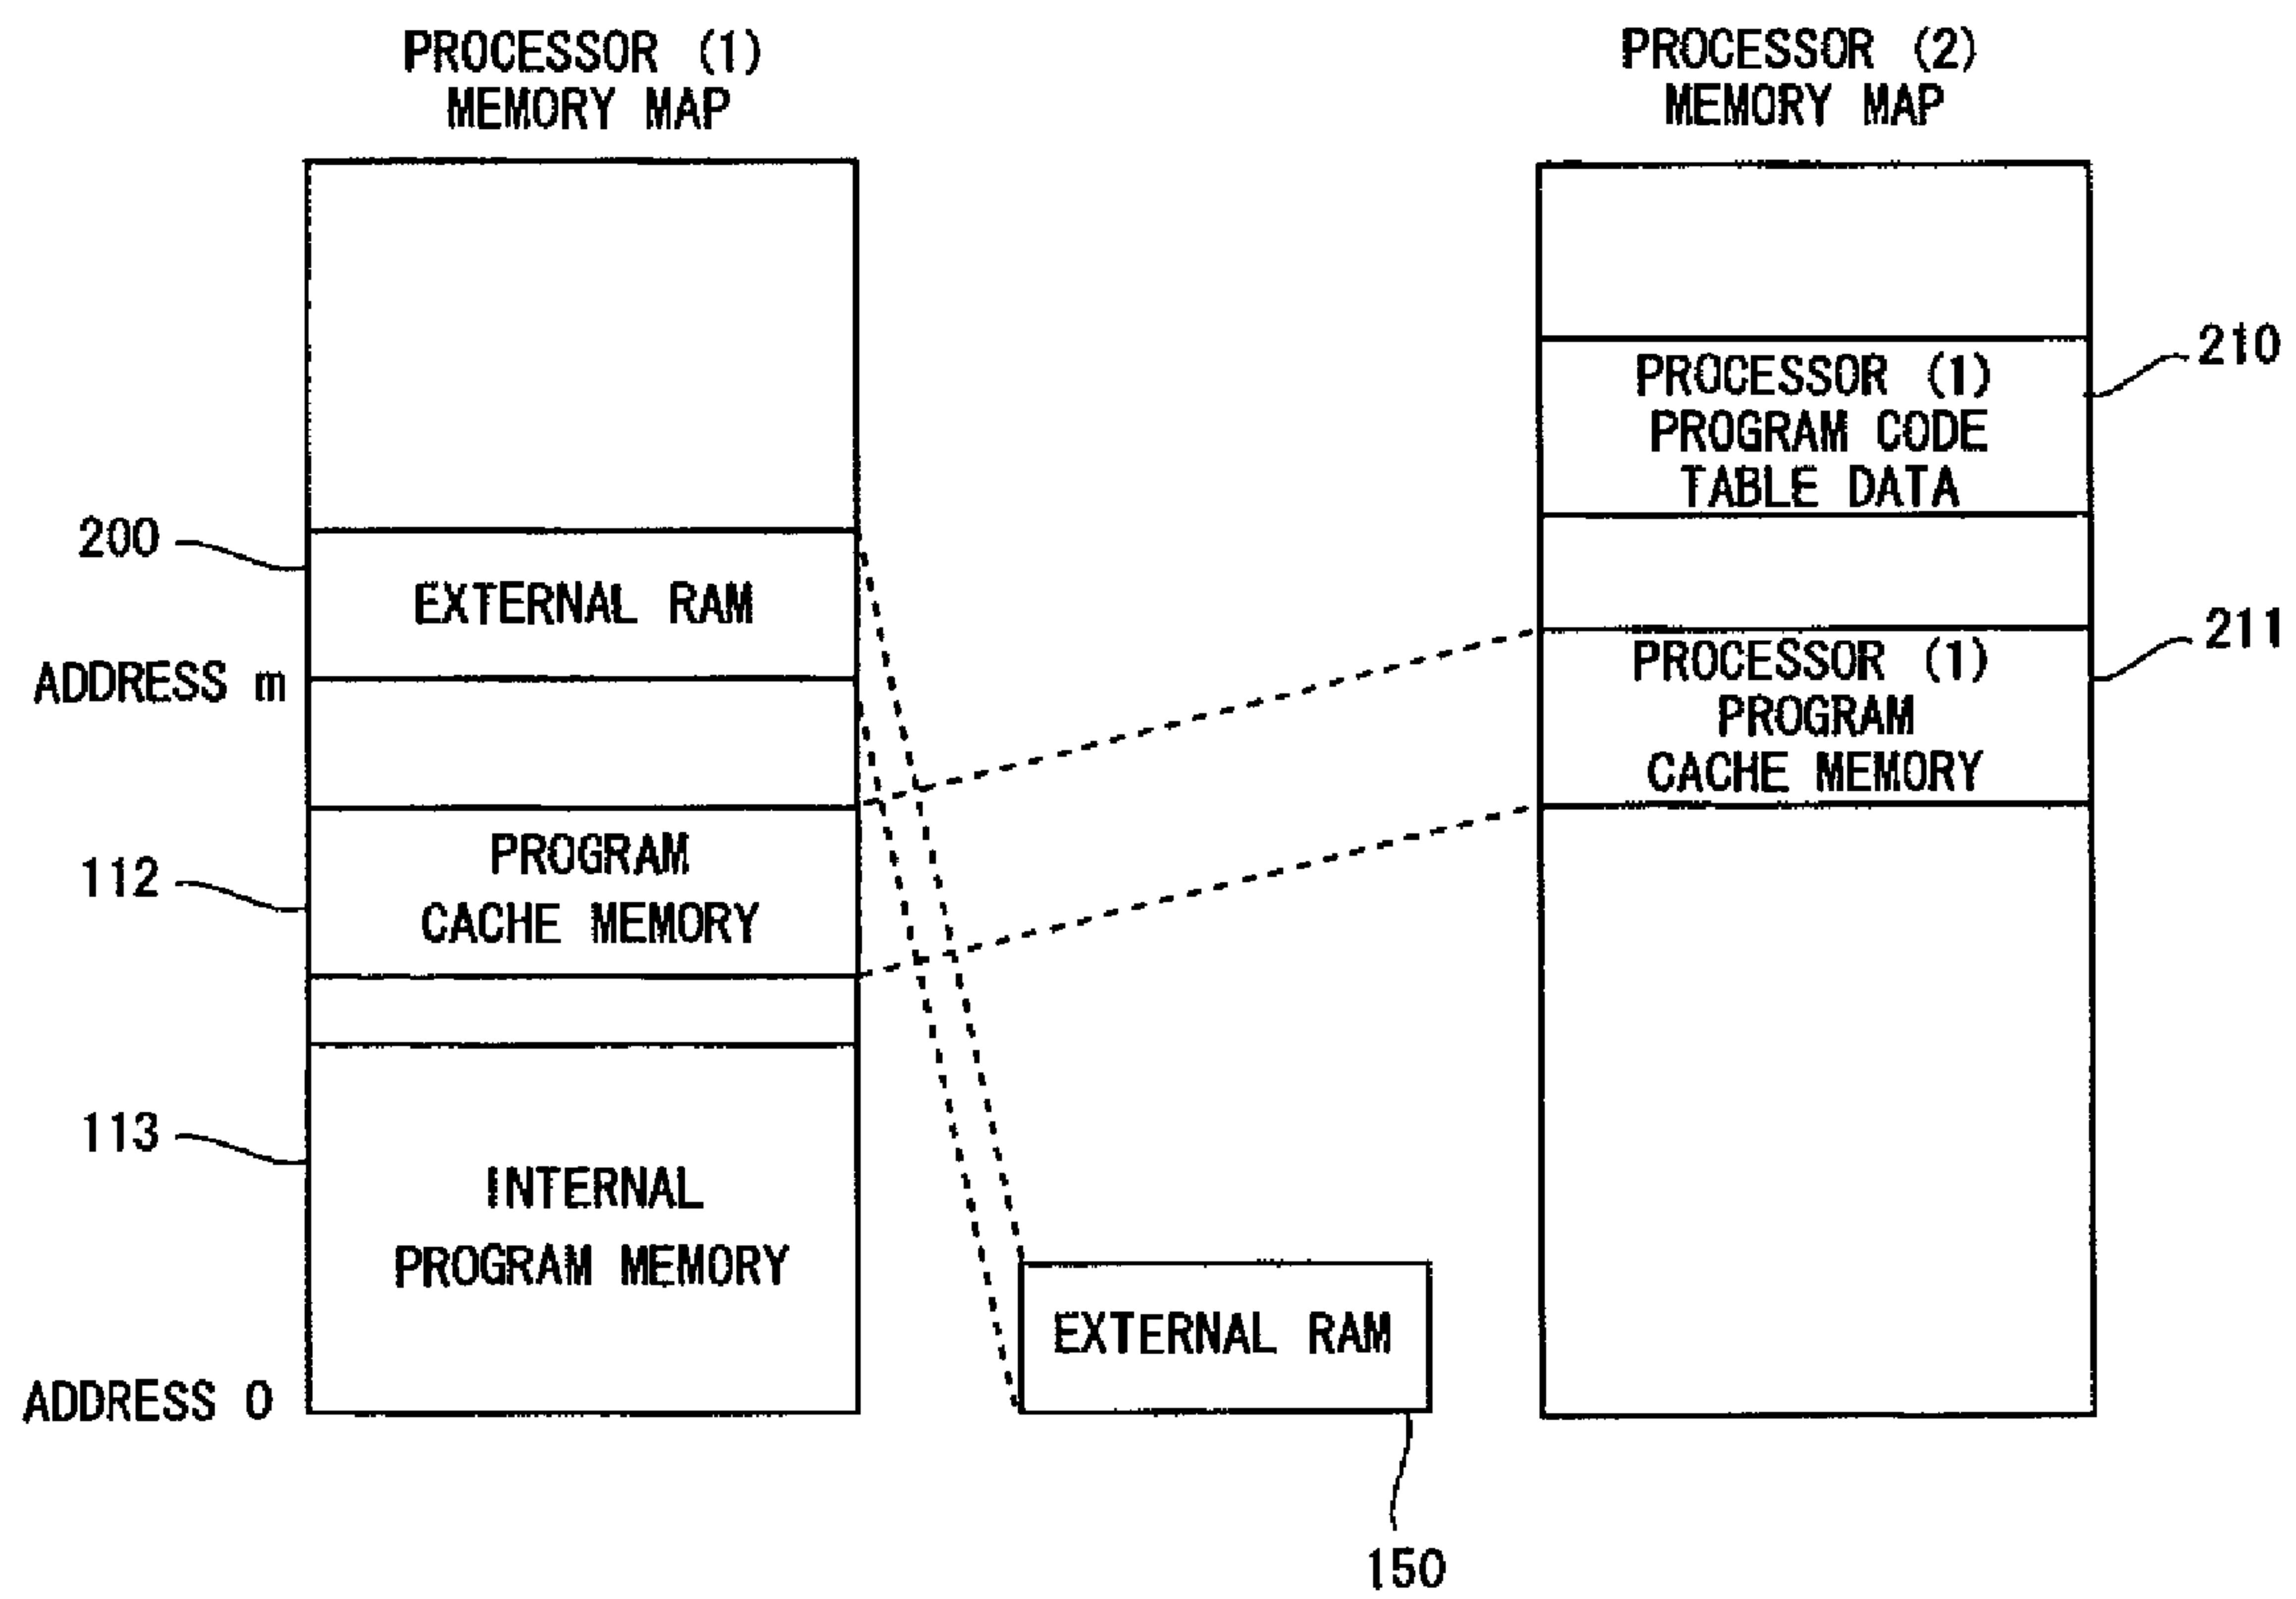 PROCESSOR (1)
MEMORY MAP
200
EXTERNAL RAM
ADDRESS m
112
PROGRAM
CACHE MEMORY
113
INTERNAL
PROGRAM MEMORY
ADDRESS 0
EXTERNAL RAM
150
PROCESSOR (2)
MEMORY MAP
210
PROCESSOR (1)
PROGRAM CODE
TABLE DATA
211
PROCESSOR (1)
PROGRAM
CACHE MEMORY